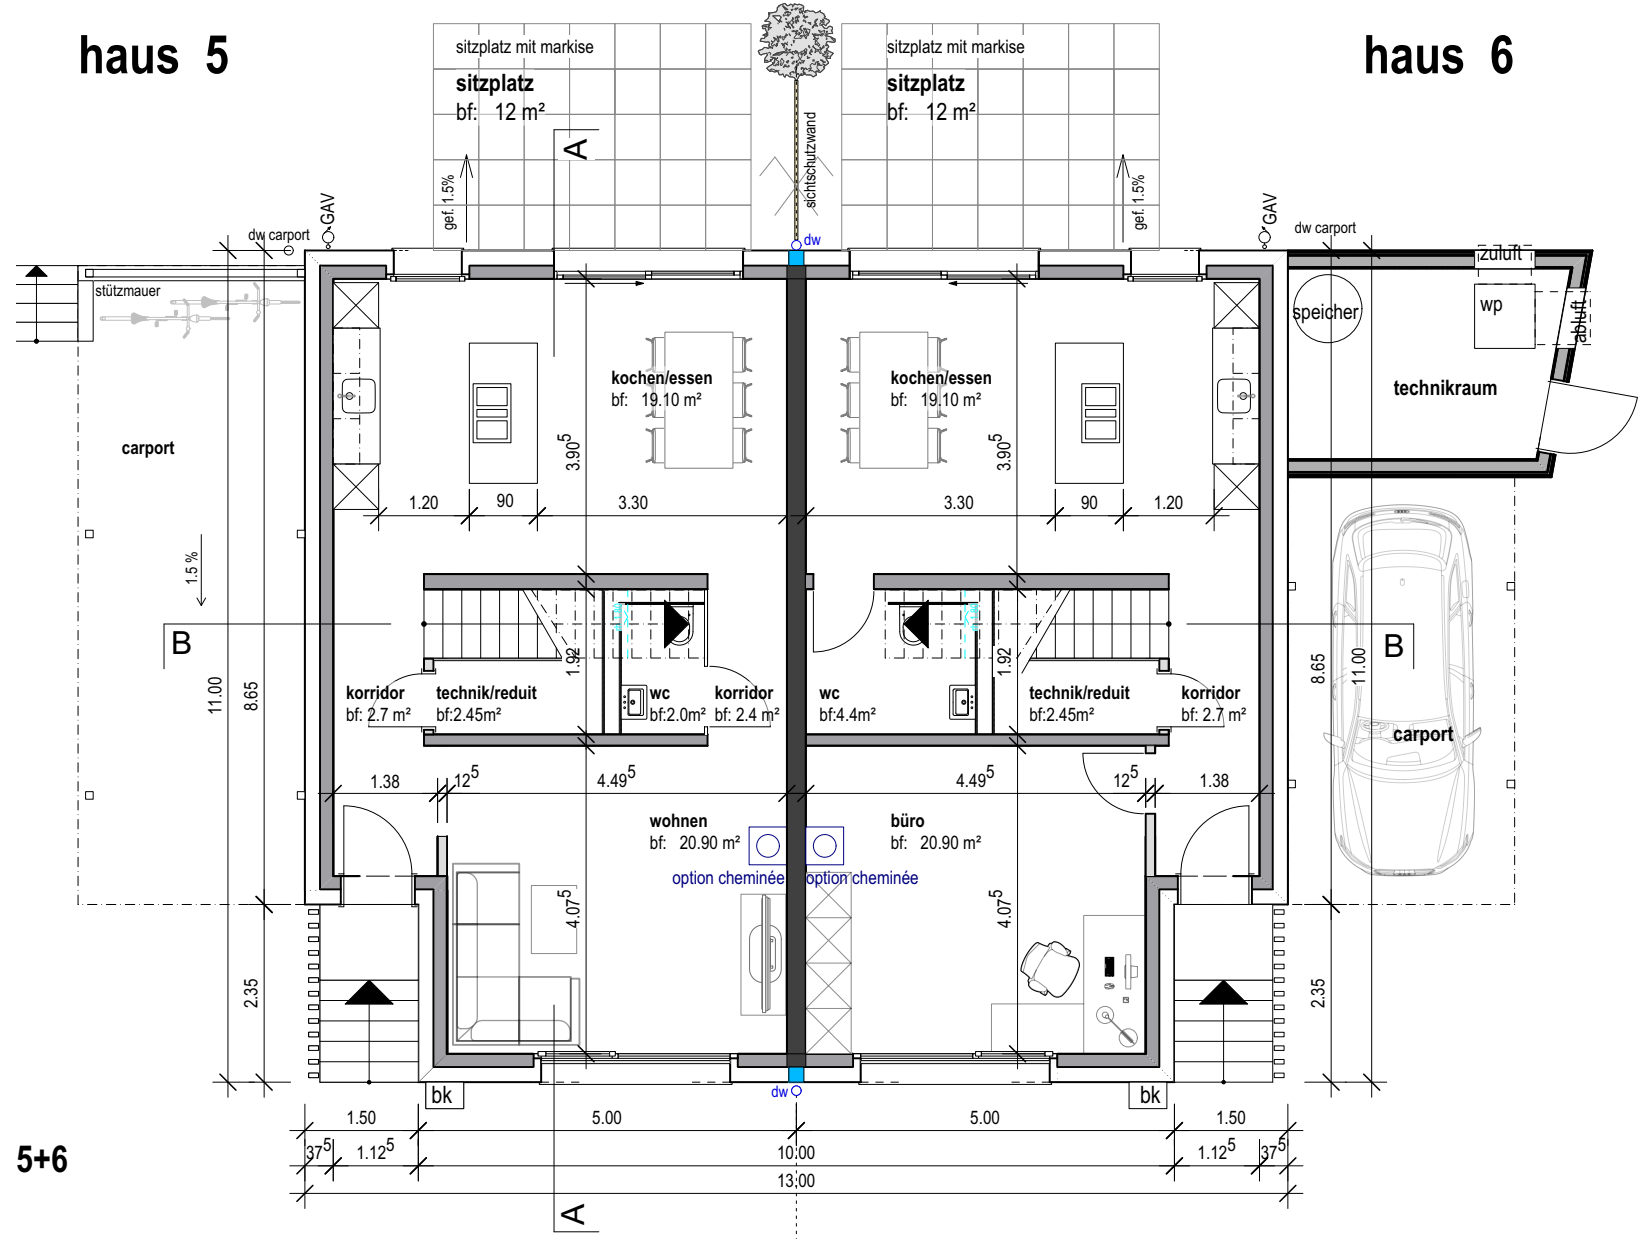 haus 5
haus 6
sitzplatz mit markise
sitzplatz
bf: 12 m²
sitzplatz mit markise
sitzplatz
bf: 12 m²
A
sichtschutzwand
gef. 1.5%
gef. 1.5%
GAV
GAV
dw carport
dw
dw carport
stützmauer
zuluft
speicher
wp
abluft
technikraum
kochen/essen
bf: 19.10 m²
kochen/essen
bf: 19.10 m²
carport
3.90⁵
3.90⁵
1.20
90
3.30
3.30
90
1.20
1.5 %
B
B
1.92
1.92
11.00
8.65
8.65
11.00
korridor
bf: 2.7 m²
technik/reduit
bf:2.45m²
wc
bf:2.0m²
korridor
bf: 2.4 m²
wc
bf:4.4m²
technik/reduit
bf:2.45m²
korridor
bf: 2.7 m²
carport
1.38
12⁵
4.49⁵
4.49⁵
12⁵
1.38
wohnen
bf: 20.90 m²
büro
bf: 20.90 m²
option cheminée
option cheminée
4.07⁵
4.07⁵
2.35
2.35
bk
dw
bk
1.50
5.00
5.00
1.50
5+6
37⁵
1.12⁵
10.00
1.12⁵
37⁵
13.00
A